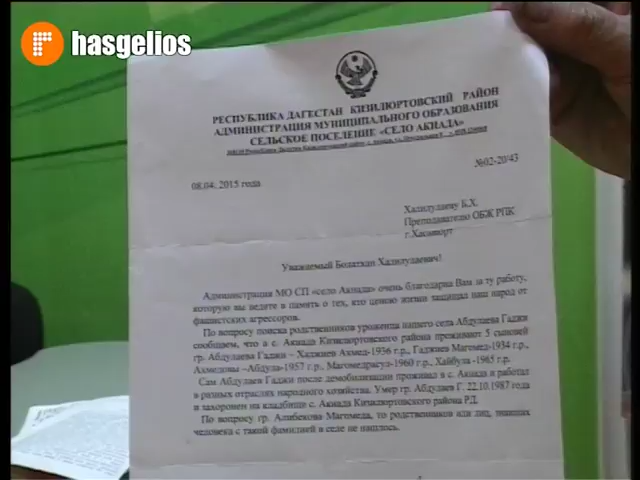 hasgelios
РЕСПУБЛИКА ДАГЕСТАН КИЗИЛЮРТОВСКИЙ РАЙОН
АДМИНИСТРАЦИЯ МУНИЦИПАЛЬНОГО ОБРАЗОВАНИЯ
СЕЛЬСКОЕ ПОСЕЛЕНИЕ «СЕЛО АКНАДА»
№02-20/43
08.04. 2015 года
Халидулаеву Б.Х.
Преподавателю ОБЖ РПК
г.Хасавюрт
Уважаемый Болатхан Халидулаевич!
Администрация МО СП «село Акнада» очень благодарна Вам за ту работу,
которую вы ведете в память о тех, кто ценою жизни защищал наш народ от
фашистских агрессоров.
По вопросу поиска родственников уроженца нашего села Абдулаева Гаджи
сообщаем, что в с. Акнада Кизилюртовского района проживают 5 сыновей
гр. Абдулаева Гаджи – Хаджиев Ахмед-1936 г.р., Гаджиев Магомед-1934 г.р.,
Ахмедовы –Абдула-1957 г.р., Магомедрасул-1960 г.р., Хайбула -1965 г.р.
Сам Абдулаев Гаджи после демобилизации проживал в с. Акнада и работал
в разных отраслях народного хозяйства. Умер гр. Абдулаев Г. 22.10.1987 года
и захоронен на кладбище с. Акнада Кизилюртовского района РД.
По вопросу гр. Алибекова Магомеда, то родственников или лиц, знавших
человека с такой фамилией в селе не нашлось.